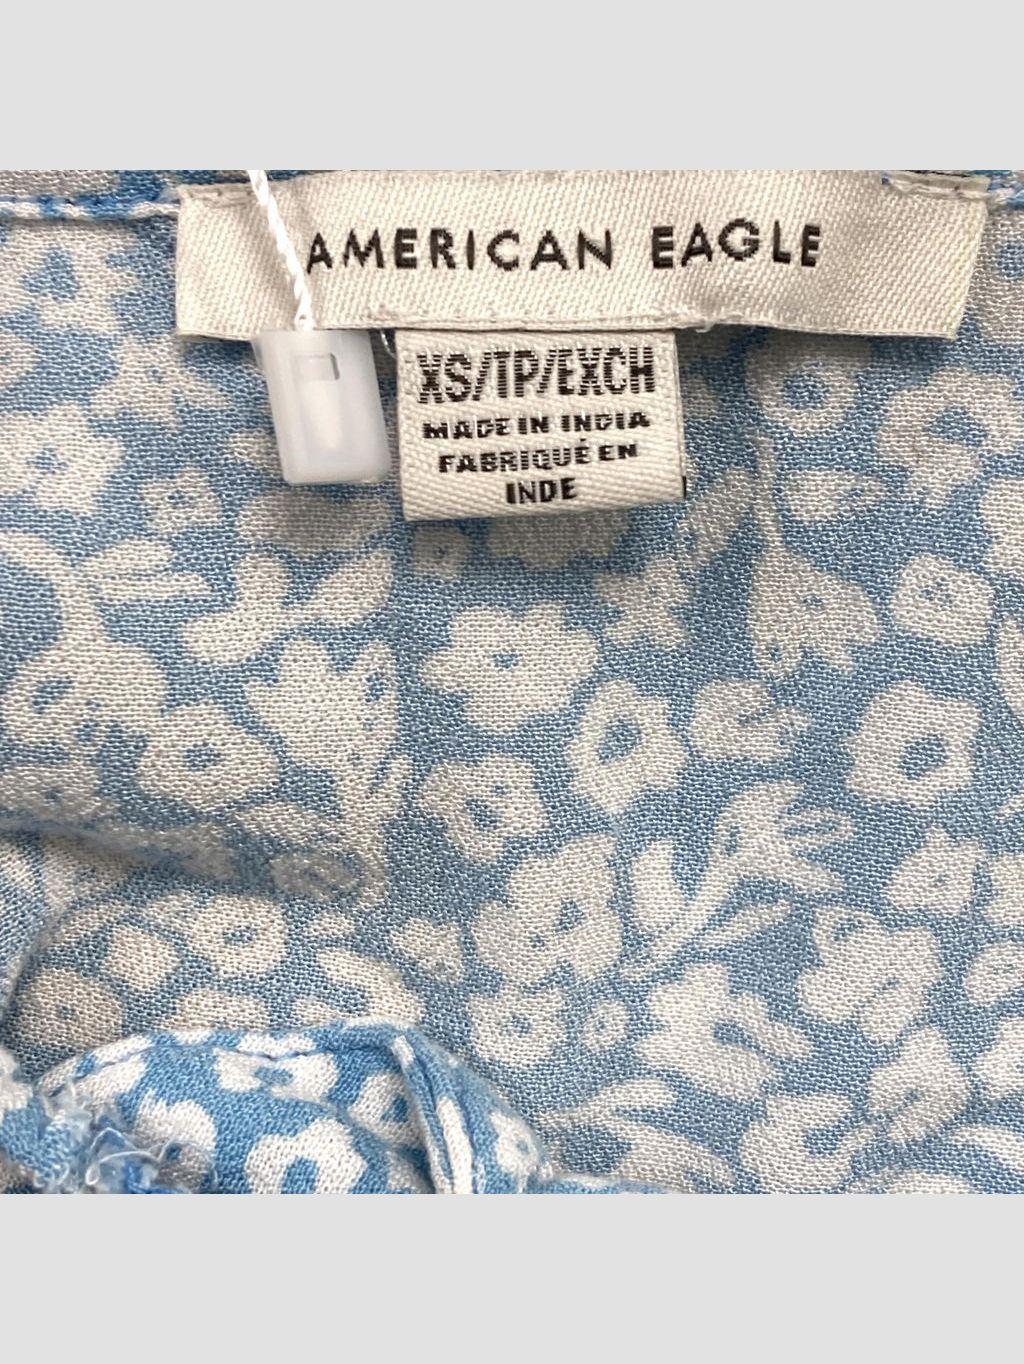 AMERICAN EAGLE
XS/TP/EXCH
MADE IN INDIA
FABRIQUÉ EN
INDE